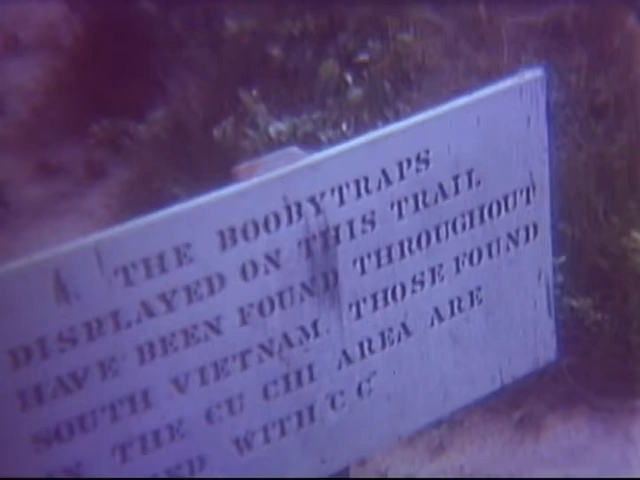 THE BOOBYTRAPS
DISPLAYED ON THIS TRAIL
HAVE BEEN FOUND THROUGHOUT
SOUTH VIETNAM. THOSE FOUND
THE CU CHI AREA ARE
WITH "C C"